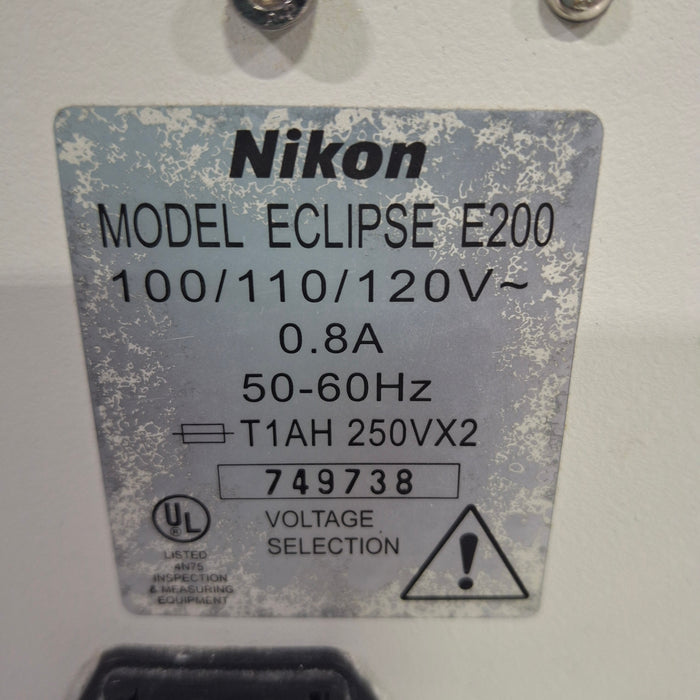 Nikon
MODEL ECLIPSE E200
100/110/120V~
0.8A
50-60Hz
T1AH 250VX2
749738
UL
®
LISTED
4N75
INSPECTION
& MEASURING
EQUIPMENT
VOLTAGE
SELECTION
!